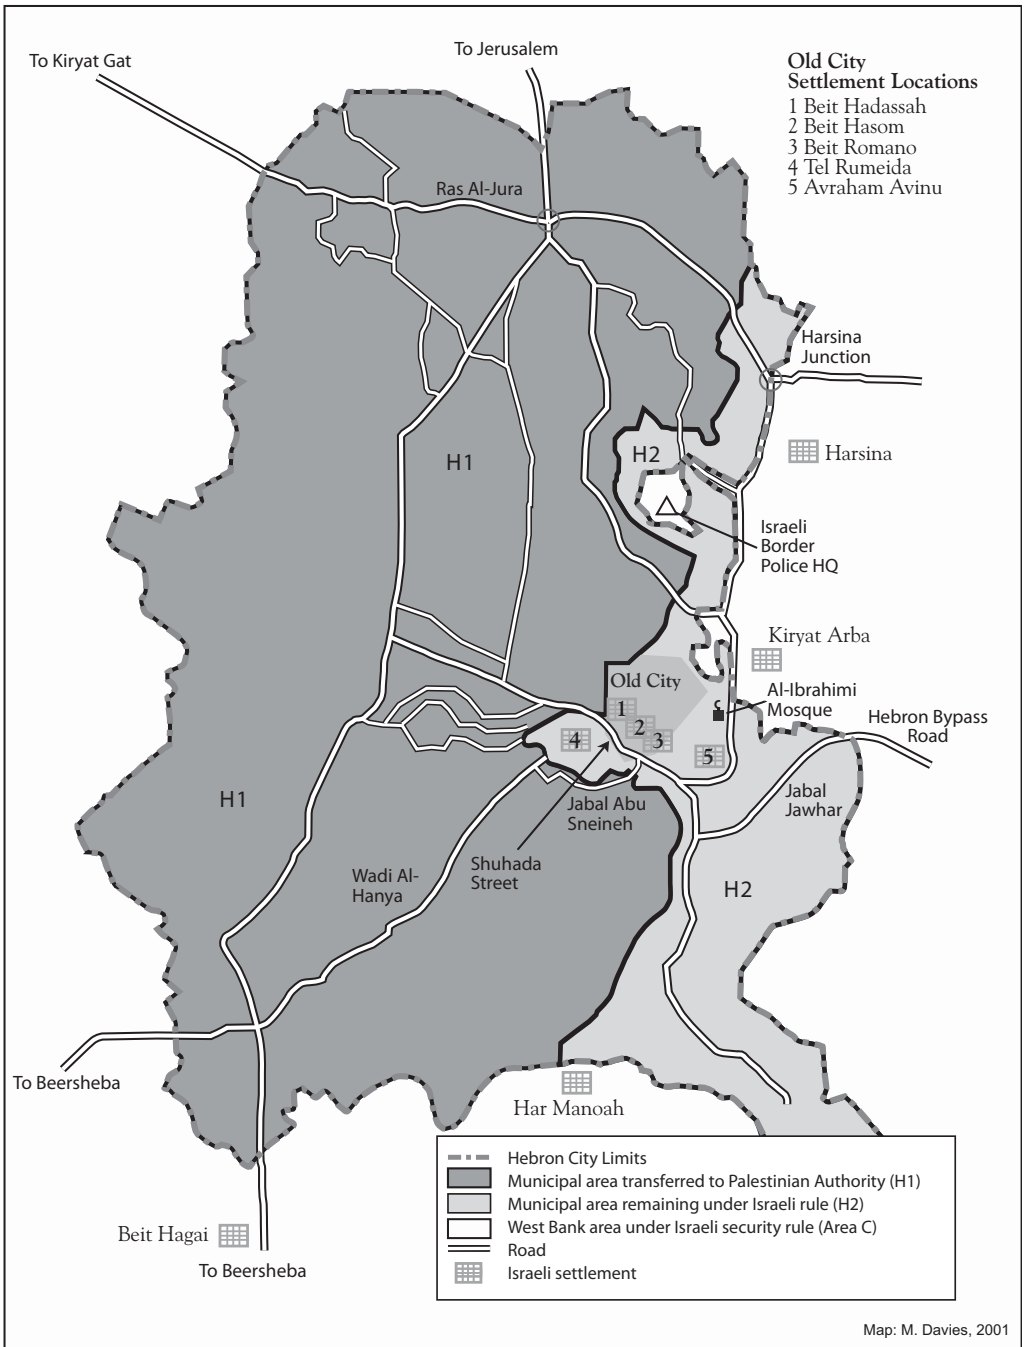 To Kiryat Gat
To Jerusalem
Old City
Settlement Locations
1 Beit Hadassah
2 Beit Hasom
3 Beit Romano
4 Tel Rumeida
5 Avraham Avinu
Ras Al-Jura
Harsina
Junction
H1
H2
Harsina
Israeli
Border
Police HQ
Kiryat Arba
Old City
Al-Ibrahimi
Mosque
Hebron Bypass
Road
1
2
3
4
5
H1
Jabal Abu
Sneineh
Jabal
Jawhar
Shuhada
Street
Wadi Al-
Hanya
H2
To Beersheba
Har Manoah
Beit Hagai
To Beersheba
Hebron City Limits
Municipal area transferred to Palestinian Authority (H1)
Municipal area remaining under Israeli rule (H2)
West Bank area under Israeli security rule (Area C)
Road
Israeli settlement
Map: M. Davies, 2001